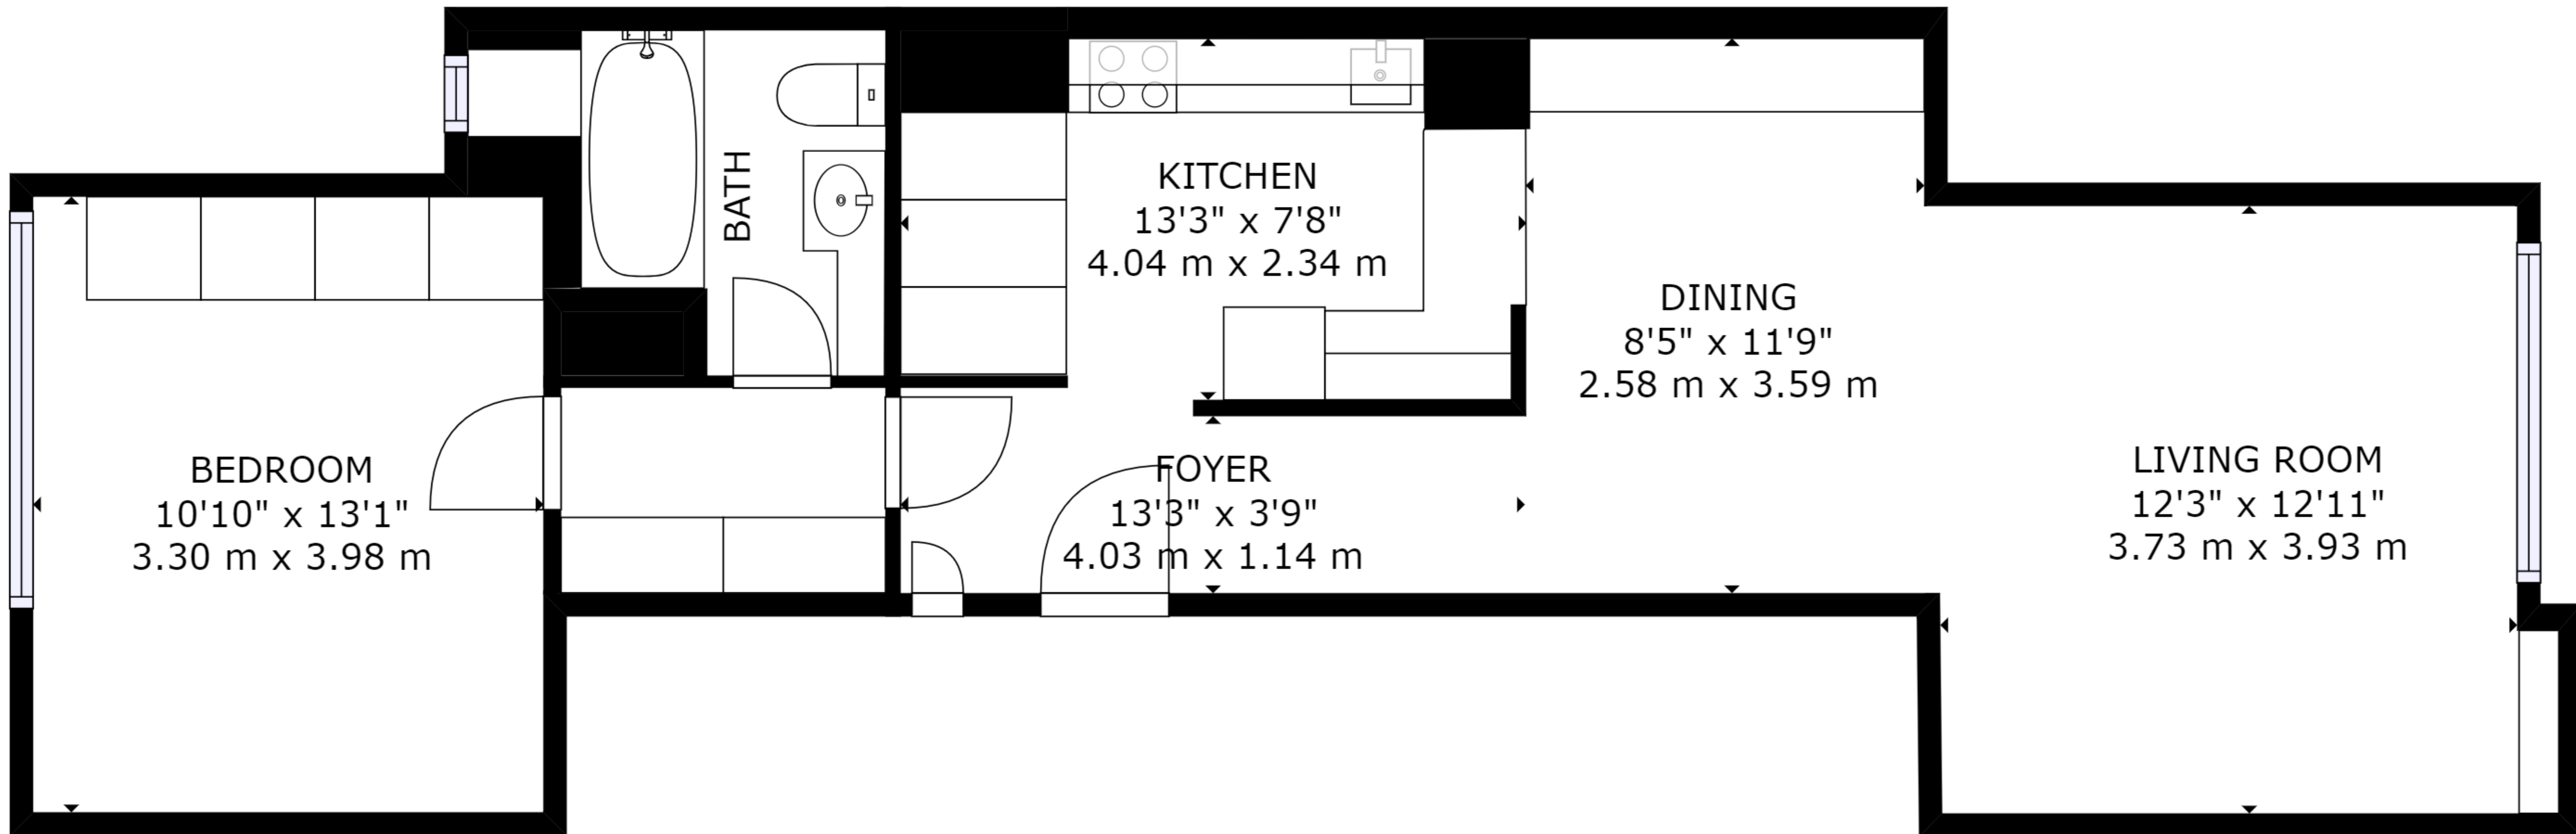 BEDROOM
10'10" x 13'1"
3.30 m x 3.98 m
BATH
KITCHEN
13'3" x 7'8"
4.04 m x 2.34 m
FOYER
13'3" x 3'9"
4.03 m x 1.14 m
DINING
8'5" x 11'9"
2.58 m x 3.59 m
LIVING ROOM
12'3" x 12'11"
3.73 m x 3.93 m